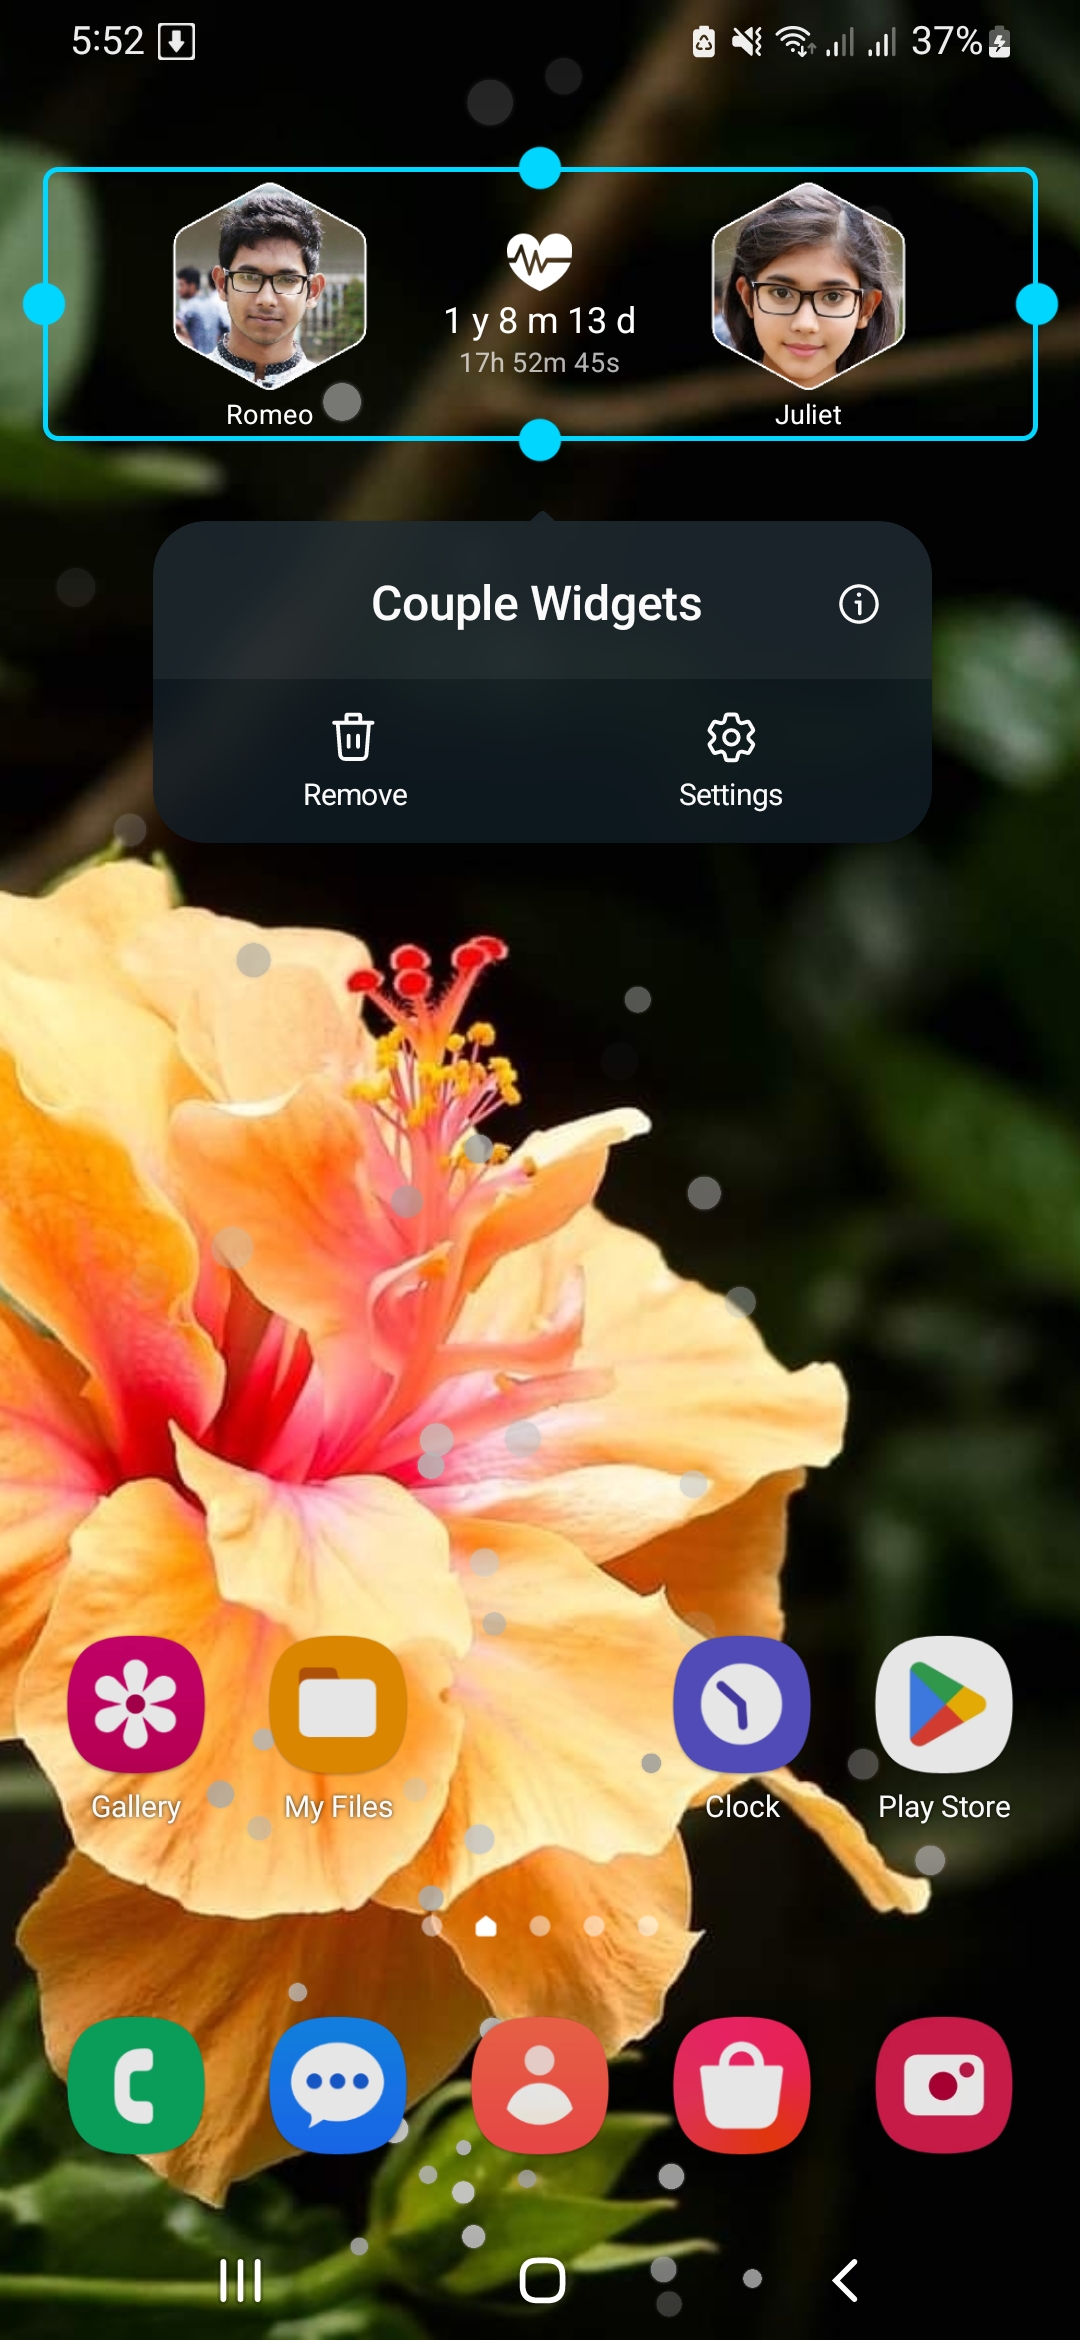 5:52
37%
1 y 8 m 13 d
17h 52m 45s
Romeo
Juliet
Couple Widgets
Remove
Settings
Gallery
My Files
Clock
Play Store